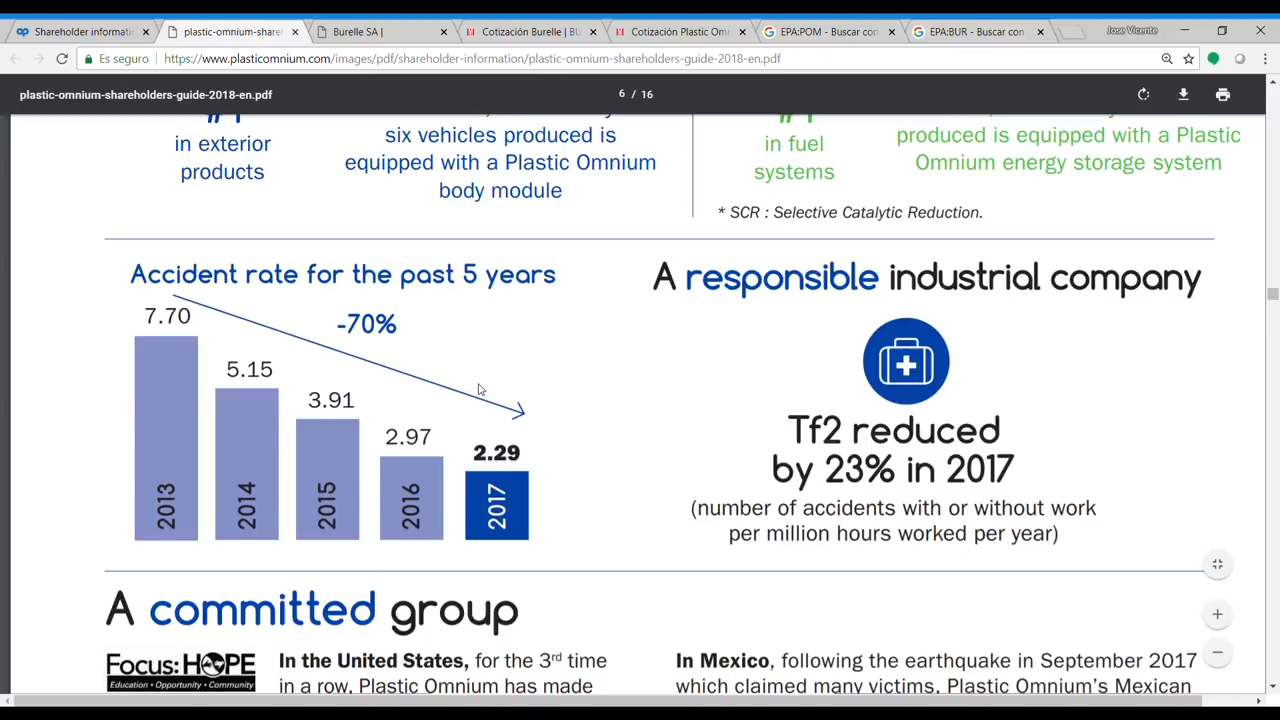 Shareholder informati
plastic-omnium-share
Burelle SA |
Cotización Burelle | BU
Cotización Plastic Om
EPA:POM - Buscar con
EPA:BUR - Buscar con
Jose Vicente
Es seguro
https://www.plasticomnium.com/images/pdf/shareholder-information/plastic-omnium-shareholders-guide-2018-en.pdf
plastic-omnium-shareholders-guide-2018-en.pdf
6 / 16
#1
in exterior
products
six vehicles produced is
equipped with a Plastic Omnium
body module
in fuel
systems
produced is equipped with a Plastic
Omnium energy storage system
* SCR : Selective Catalytic Reduction.
Accident rate for the past 5 years
-70%
7.70
5.15
3.91
2.97
2.29
2013
2014
2015
2016
2017
A responsible industrial company
Tf2 reduced
by 23% in 2017
(number of accidents with or without work
per million hours worked per year)
A committed group
Focus: HOPE
Education • Opportunity • Community
In the United States, for the 3rd time
in a row, Plastic Omnium has made
In Mexico, following the earthquake in September 2017
which claimed many victims, Plastic Omnium's Mexican